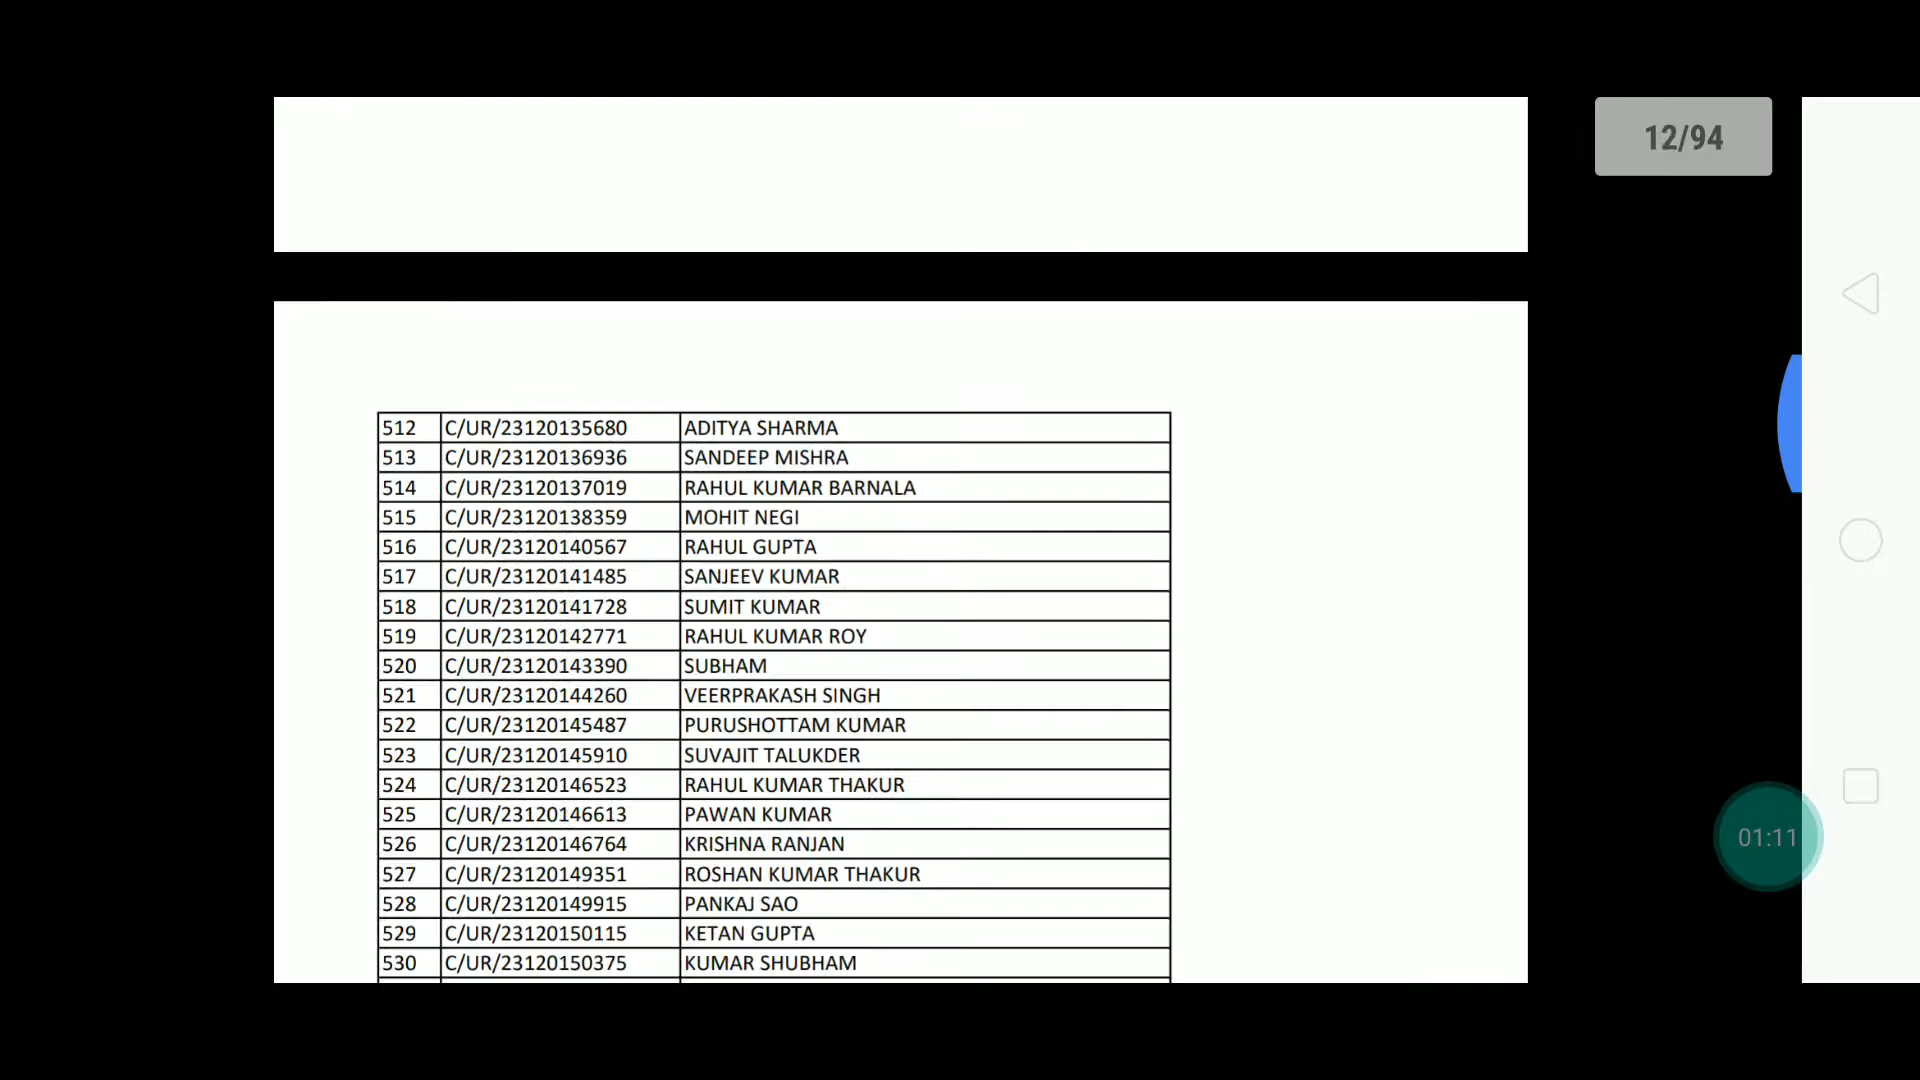 12/94
512 C/UR/23120135680 ADITYA SHARMA
513 C/UR/23120136936 SANDEEP MISHRA
514 C/UR/23120137019 RAHUL KUMAR BARNALA
515 C/UR/23120138359 MOHIT NEGI
516 C/UR/23120140567 RAHUL GUPTA
517 C/UR/23120141485 SANJEEV KUMAR
518 C/UR/23120141728 SUMIT KUMAR
519 C/UR/23120142771 RAHUL KUMAR ROY
520 C/UR/23120143390 SUBHAM
521 C/UR/23120144260 VEERPRAKASH SINGH
522 C/UR/23120145487 PURUSHOTTAM KUMAR
523 C/UR/23120145910 SUVAJIT TALUKDER
524 C/UR/23120146523 RAHUL KUMAR THAKUR
525 C/UR/23120146613 PAWAN KUMAR
526 C/UR/23120146764 KRISHNA RANJAN
527 C/UR/23120149351 ROSHAN KUMAR THAKUR
528 C/UR/23120149915 PANKAJ SAO
529 C/UR/23120150115 KETAN GUPTA
530 C/UR/23120150375 KUMAR SHUBHAM
01:11